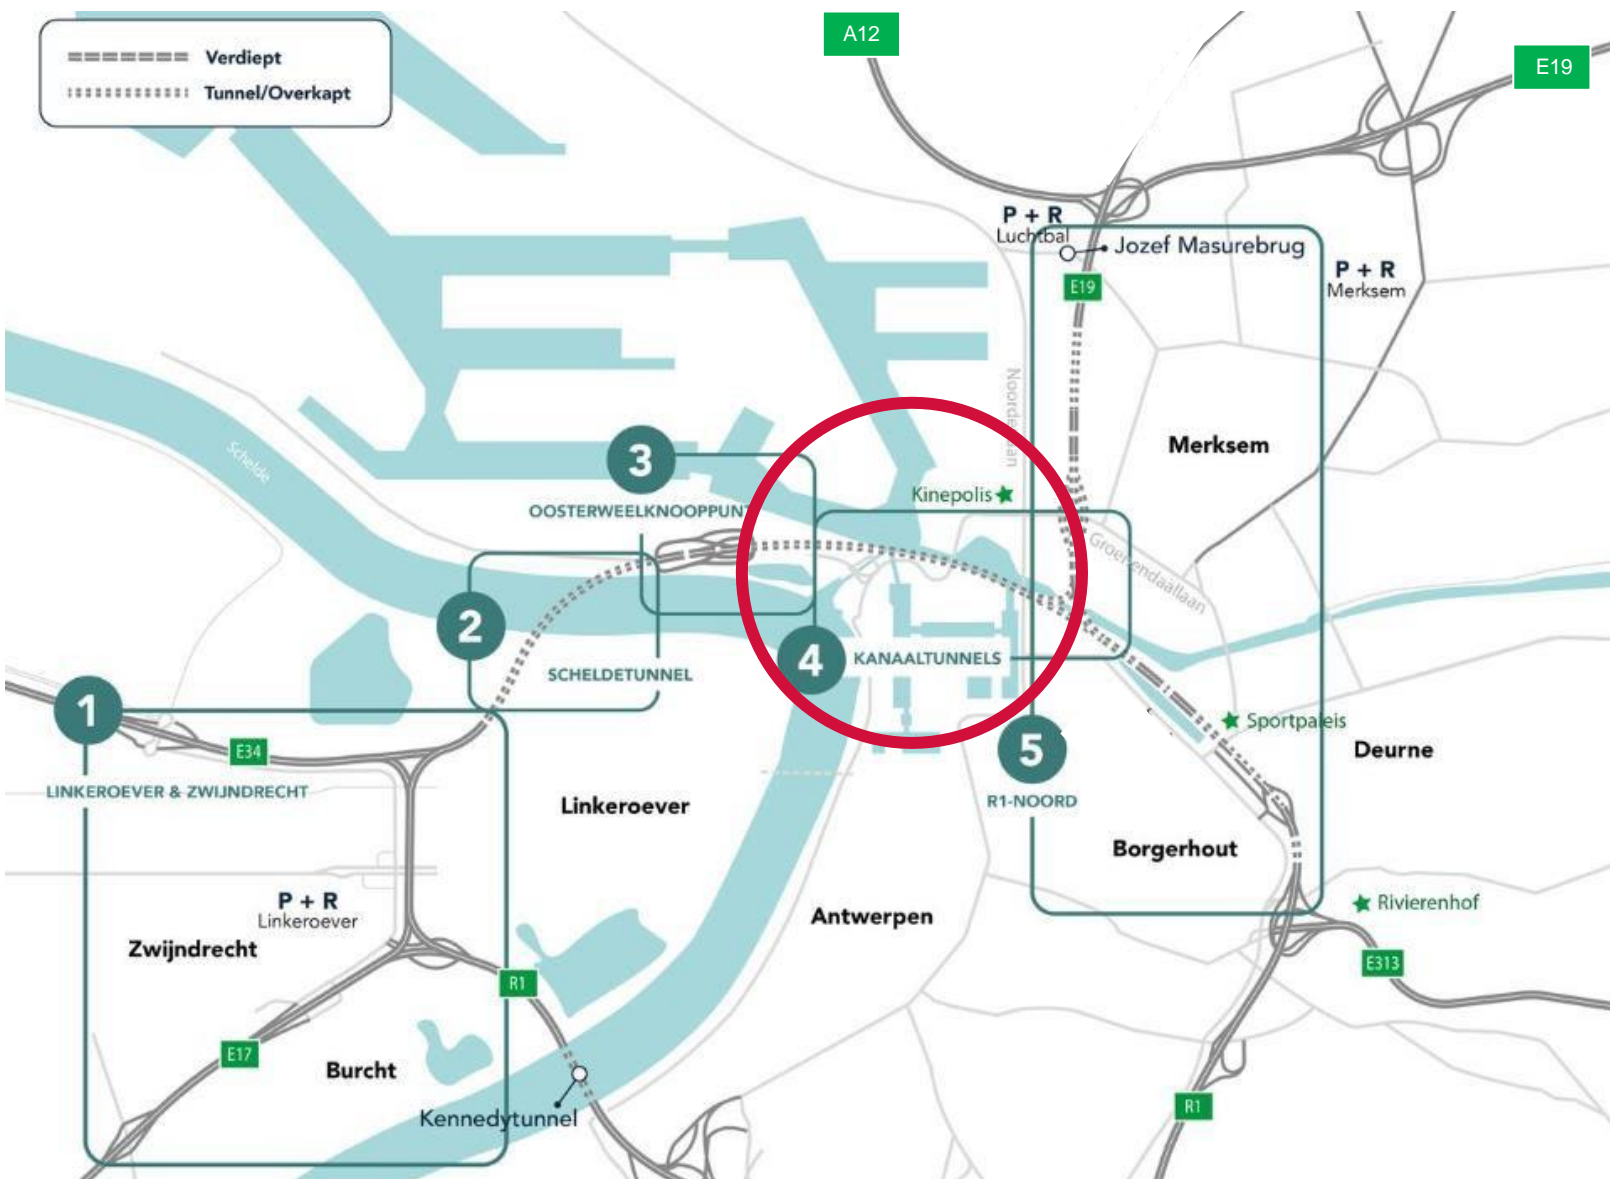 Verdiept
Tunnel/Overkapt
A12
E19
P + R
Luchtbal
Jozef Masurebrug
E19
P + R
Merksem
Noorderlaan
Merksem
Schelde
3
OOSTERWEELKNOOPPUNT
Kinepolis
Groenendaallaan
2
SCHELDETUNNEL
4
KANAALTUNNELS
1
E34
LINKEROEVER & ZWIJNDRECHT
Sportpaleis
Deurne
5
R1-NOORD
Linkeroever
Borgerhout
P + R
Linkeroever
Antwerpen
Rivierenhof
Zwijndrecht
E313
R1
E17
Burcht
Kennedytunnel
R1